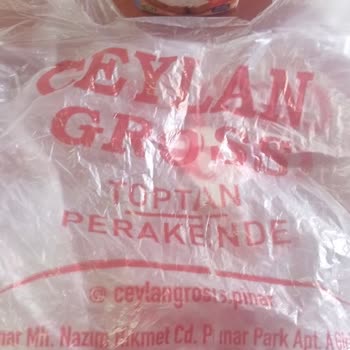 CEYLAN
GROSS
TOPTAN
PERAKENDE
ceylangross.pinar
Mh. Nazım Hikmet Cd. Pınar Park Apt.